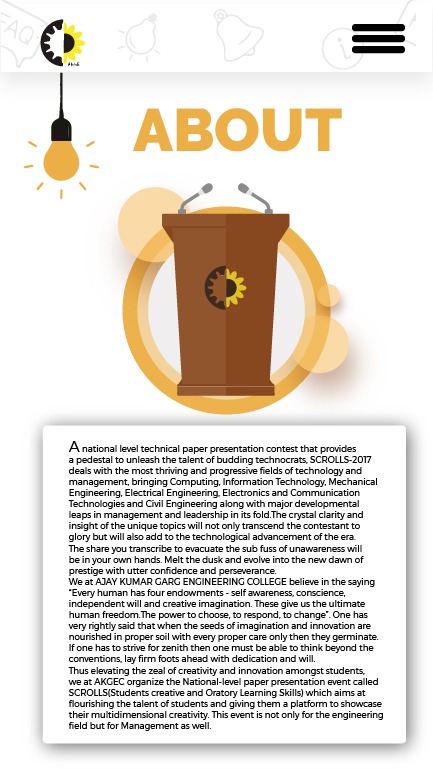 FAQ
ABOUT
A national level technical paper presentation contest that provides
a pedestal to unleash the talent of budding technocrats, SCROLLS-2017
deals with the most thriving and progressive fields of technology and
management, bringing Computing, Information Technology, Mechanical
Engineering, Electrical Engineering, Electronics and Communication
Technologies and Civil Engineering along with major developmental
leaps in management and leadership in its fold.The crystal clarity and
insight of the unique topics will not only transcend the contestant to
glory but will also add to the technological advancement of the era.
The share you transcribe to evacuate the sub fuss of unawareness will
be in your own hands. Melt the dusk and evolve into the new dawn of
prestige with utter confidence and perseverance.
We at AJAY KUMAR GARG ENGINEERING COLLEGE believe in the saying
“Every human has four endowments - self awareness, conscience,
independent will and creative imagination. These give us the ultimate
human freedom.The power to choose, to respond, to change”. One has
very rightly said that when the seeds of imagination and innovation are
nourished in proper soil with every proper care only then they germinate.
If one has to strive for zenith then one must be able to think beyond the
conventions, lay firm foots ahead with dedication and will.
Thus elevating the zeal of creativity and innovation amongst students,
we at AKGEC organize the National-level paper presentation event called
SCROLLS(Students creative and Oratory Learning Skills) which aims at
flourishing the talent of students and giving them a platform to showcase
their multidimensional creativity. This event is not only for the engineering
field but for Management as well.